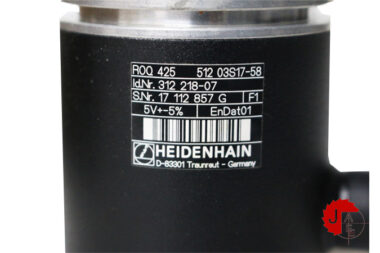 ROQ 425 512 03S17-58
Id.Nr. 312 218-07
S.Nr. 17 112 857 G F1
5V+-5% EnDat01
HEIDENHAIN
D-83301 Traunreut - Germany